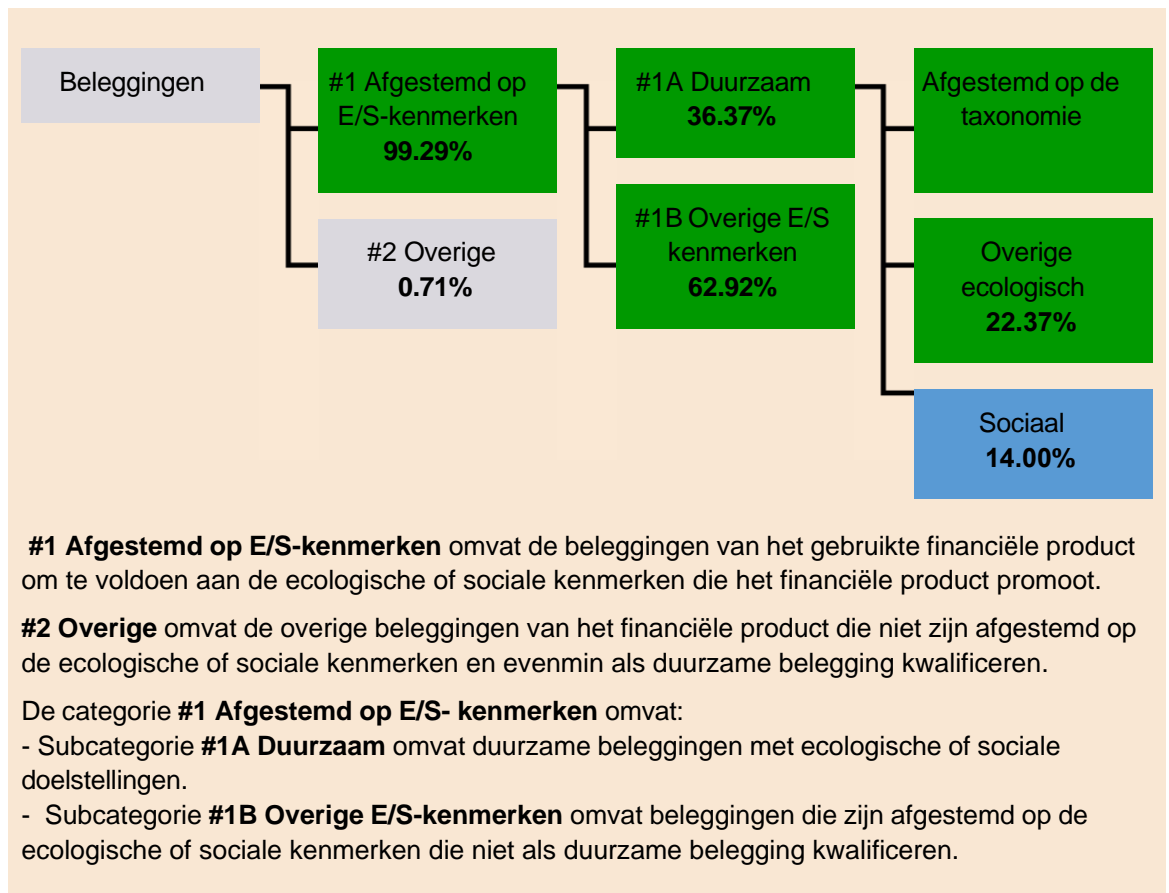 Beleggingen
#1 Afgestemd op
E/S-kenmerken
99.29%
#2 Overige
0.71%
#1A Duurzaam
36.37%
#1B Overige E/S
kenmerken
62.92%
Afgestemd op de
taxonomie
Overige
ecologisch
22.37%
Sociaal
14.00%
#1 Afgestemd op E/S-kenmerken omvat de beleggingen van het gebruikte financiële product
om te voldoen aan de ecologische of sociale kenmerken die het financiële product promoot.
#2 Overige omvat de overige beleggingen van het financiële product die niet zijn afgestemd op
de ecologische of sociale kenmerken en evenmin als duurzame belegging kwalificeren.
De categorie #1 Afgestemd op E/S- kenmerken omvat:
- Subcategorie #1A Duurzaam omvat duurzame beleggingen met ecologische of sociale
doelstellingen.
- Subcategorie #1B Overige E/S-kenmerken omvat beleggingen die zijn afgestemd op de
ecologische of sociale kenmerken die niet als duurzame belegging kwalificeren.